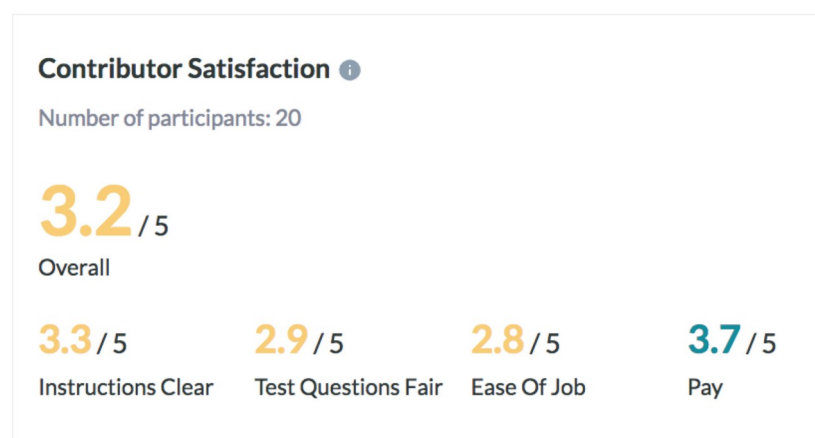 Contributor Satisfaction i
Number of participants: 20
3.2 / 5
Overall
3.3 / 5 2.9 / 5 2.8 / 5 3.7 / 5
Instructions Clear Test Questions Fair Ease Of Job Pay